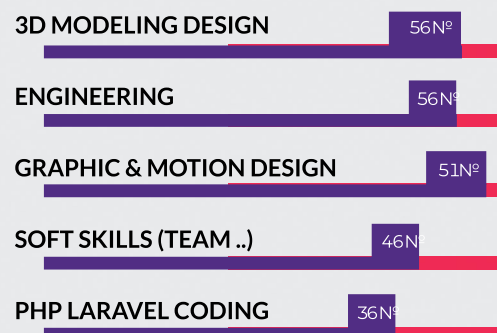 3D MODELING DESIGN
56Nº
ENGINEERING
56Nº
GRAPHIC & MOTION DESIGN
51Nº
SOFT SKILLS (TEAM ..)
46Nº
PHP LARAVEL CODING
36Nº